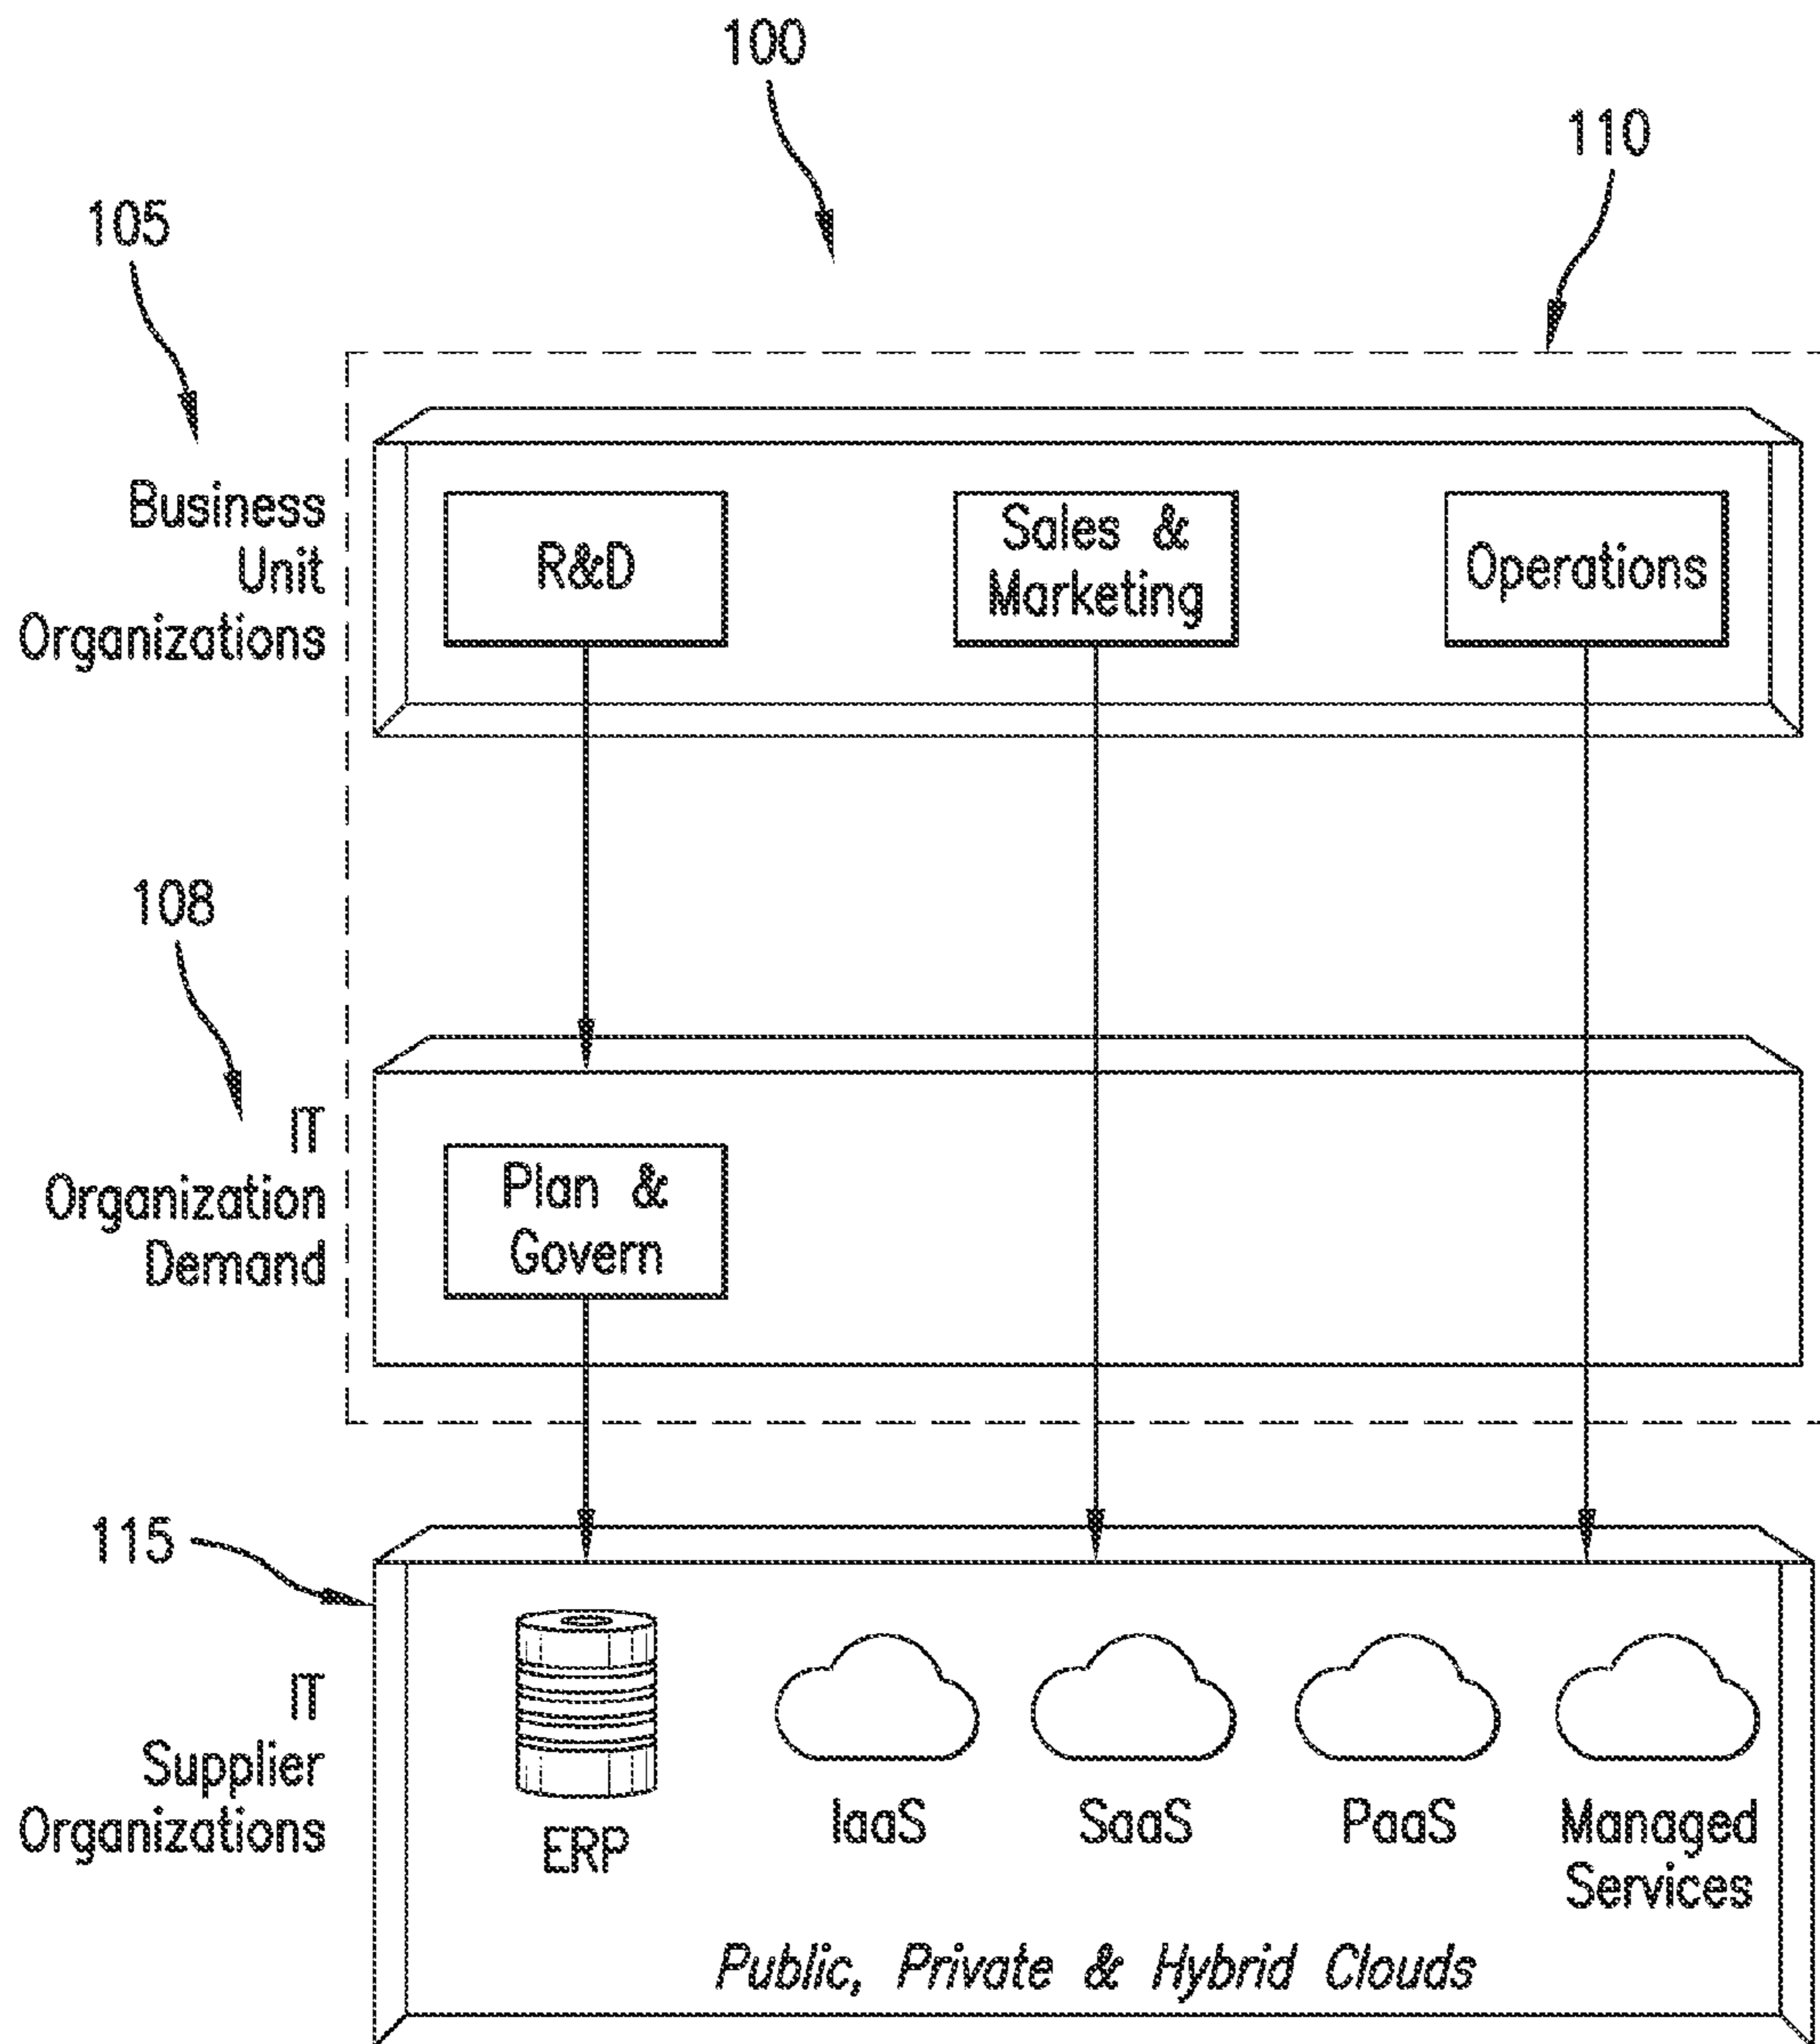 100
110
105
Business
Unit
Organizations
R&D
Sales &
Marketing
Operations
108
IT
Organization
Demand
Plan &
Govern
115
IT
Supplier
Organizations
ERP
IaaS
SaaS
PaaS
Managed
Services
Public, Private & Hybrid Clouds